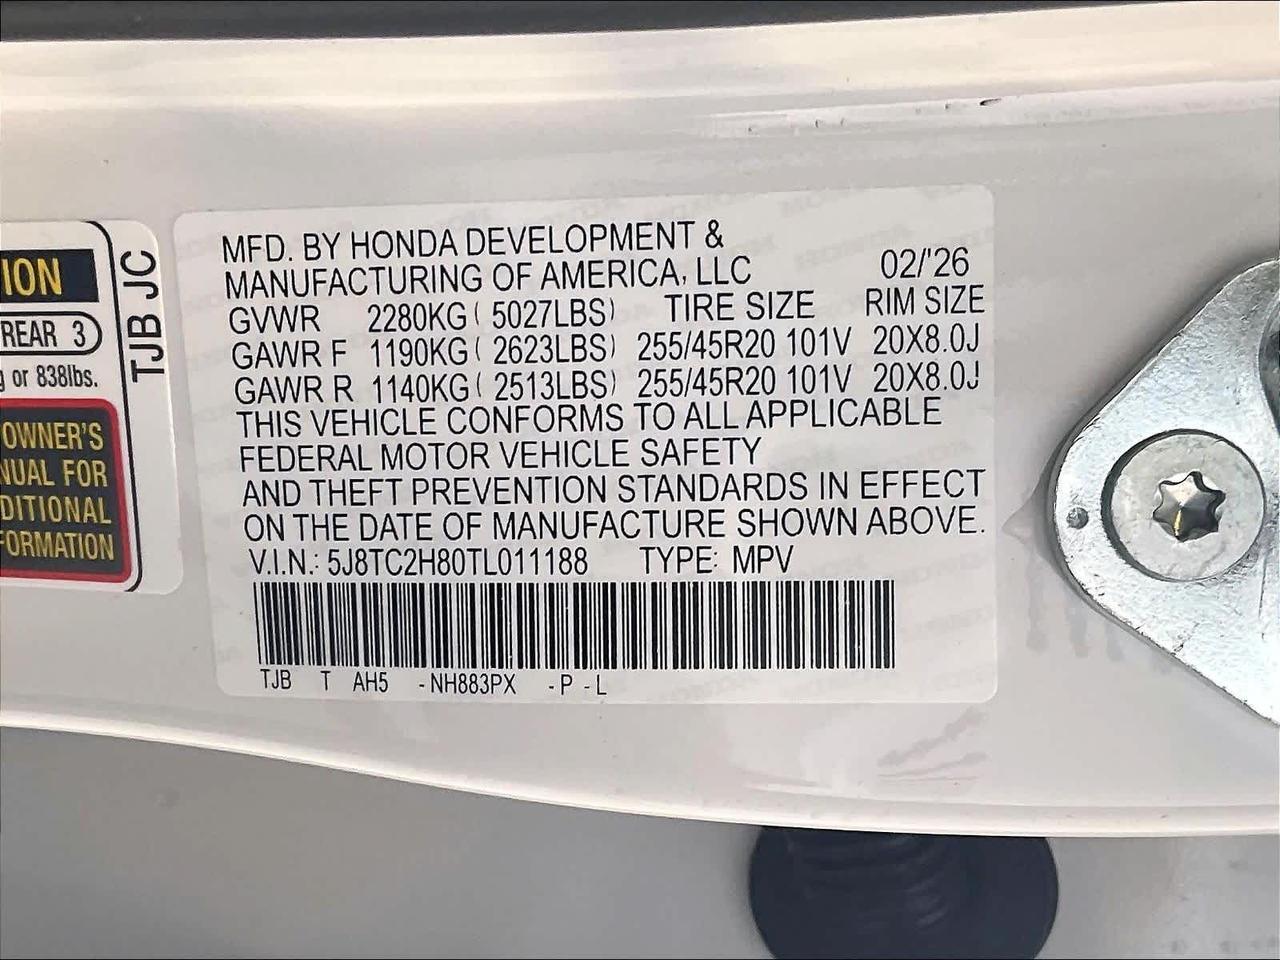 ION
REAR 3
g or 838lbs.
OWNER'S
NUAL FOR
DITIONAL
FORMATION
TJB JC
MFD. BY HONDA DEVELOPMENT &
MANUFACTURING OF AMERICA, LLC 02/'26
GVWR 2280KG ( 5027LBS) TIRE SIZE RIM SIZE
GAWR F 1190KG ( 2623LBS) 255/45R20 101V 20X8.0J
GAWR R 1140KG ( 2513LBS) 255/45R20 101V 20X8.0J
THIS VEHICLE CONFORMS TO ALL APPLICABLE
FEDERAL MOTOR VEHICLE SAFETY
AND THEFT PREVENTION STANDARDS IN EFFECT
ON THE DATE OF MANUFACTURE SHOWN ABOVE.
V.I.N.: 5J8TC2H80TL011188 TYPE: MPV
TJB T AH5 -NH883PX -P -L